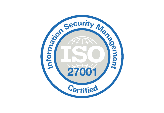 Information Security Management
ISO
27001
Certified